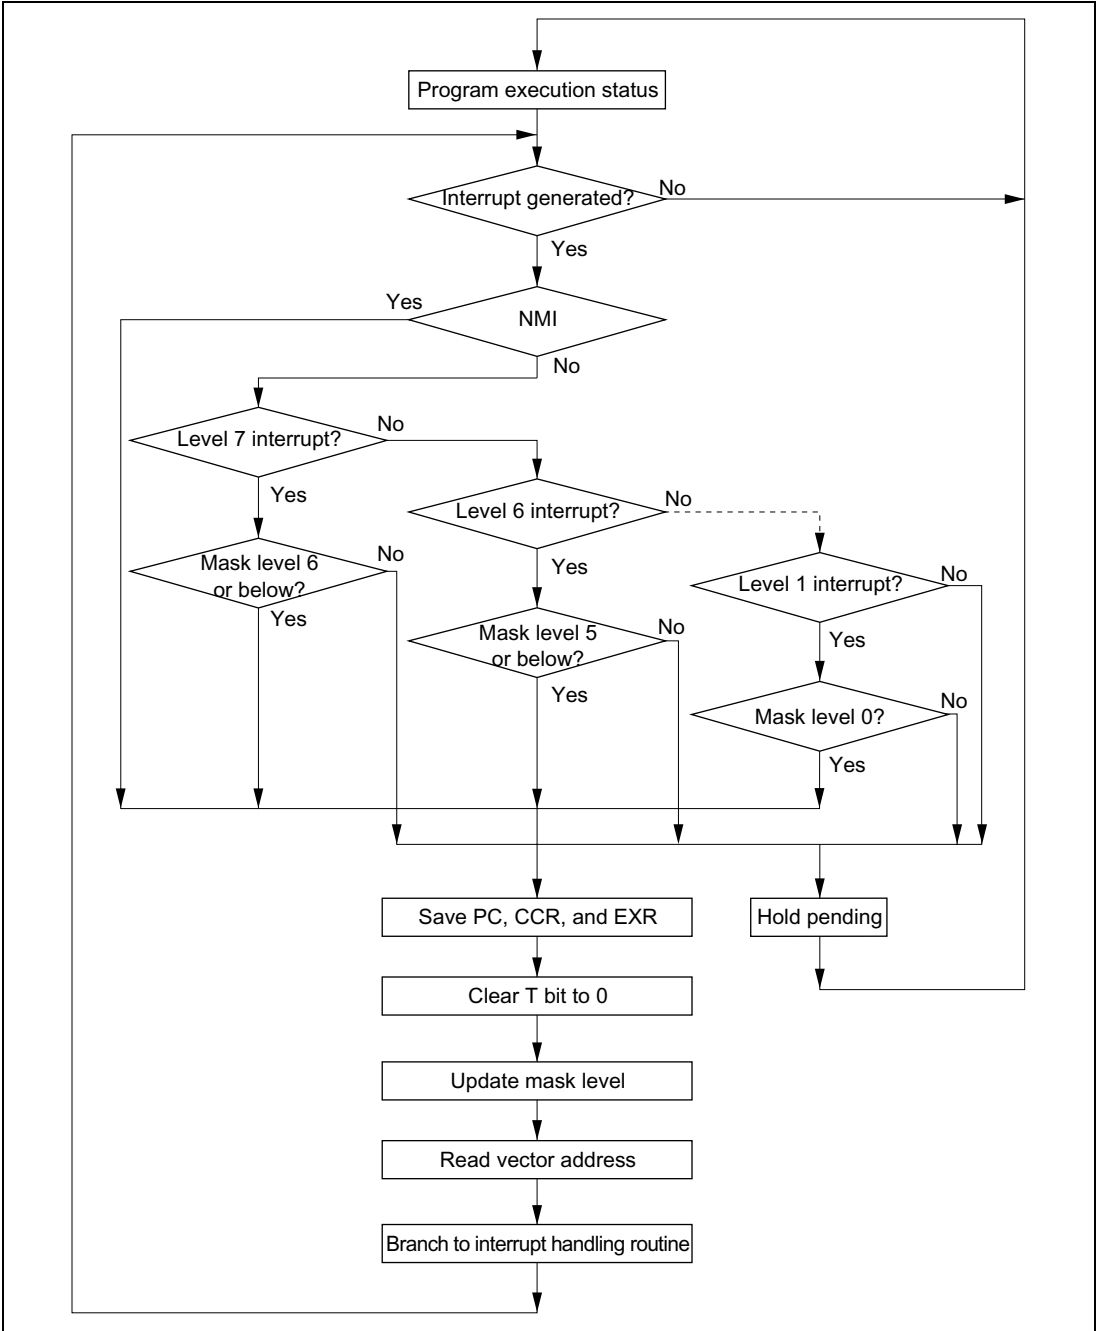 Program execution status
Interrupt generated?
No
Yes
Yes
NMI
No
Level 7 interrupt?
No
Yes
Level 6 interrupt?
No
Mask level 6
or below?
No
Yes
Yes
Level 1 interrupt?
No
Mask level 5
or below?
No
Yes
Yes
Mask level 0?
No
Yes
Save PC, CCR, and EXR
Hold pending
Clear T bit to 0
Update mask level
Read vector address
Branch to interrupt handling routine